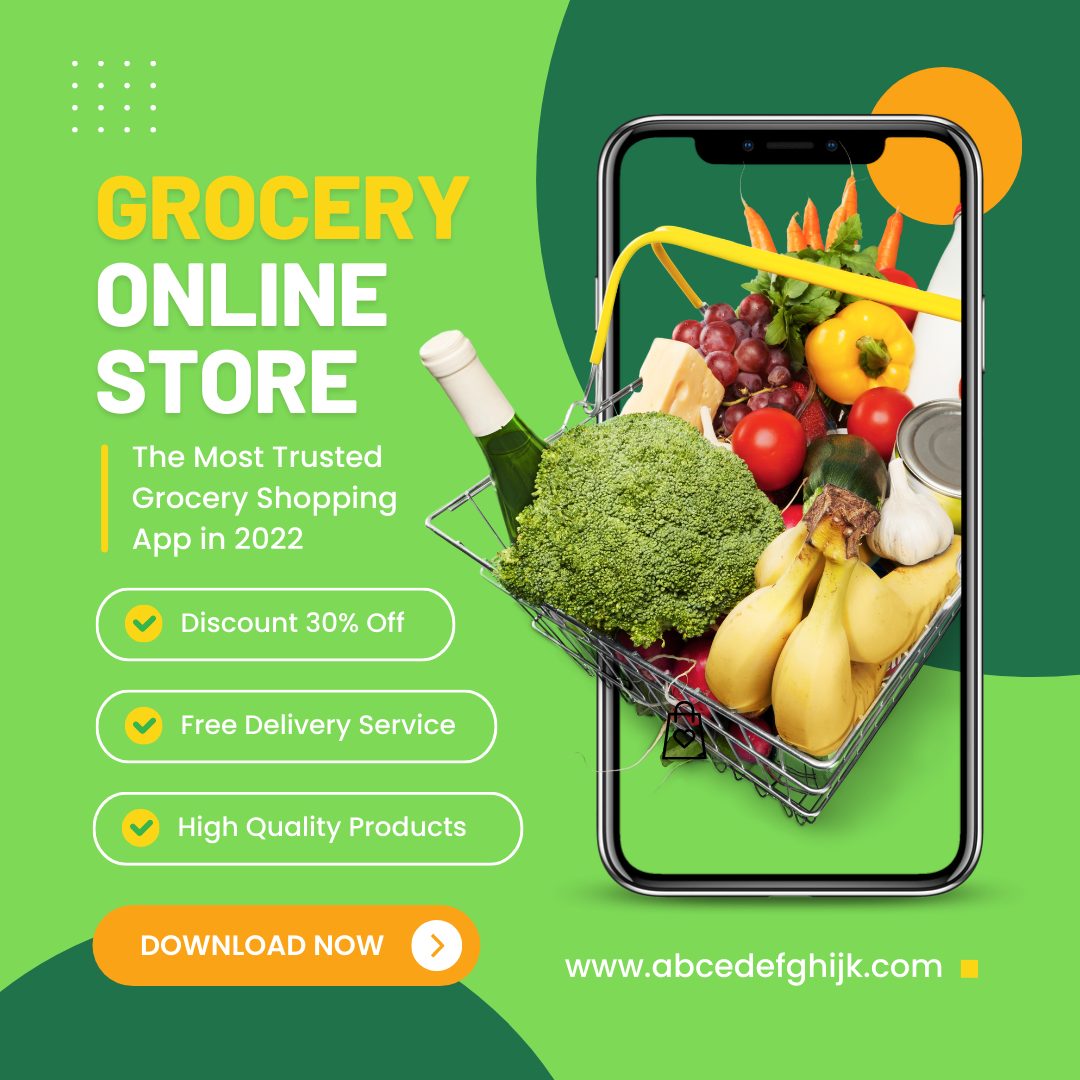 GROCERY
ONLINE
STORE
The Most Trusted
Grocery Shopping
App in 2022
Discount 30% Off
Free Delivery Service
High Quality Products
DOWNLOAD NOW
www.abcedefghijk.com